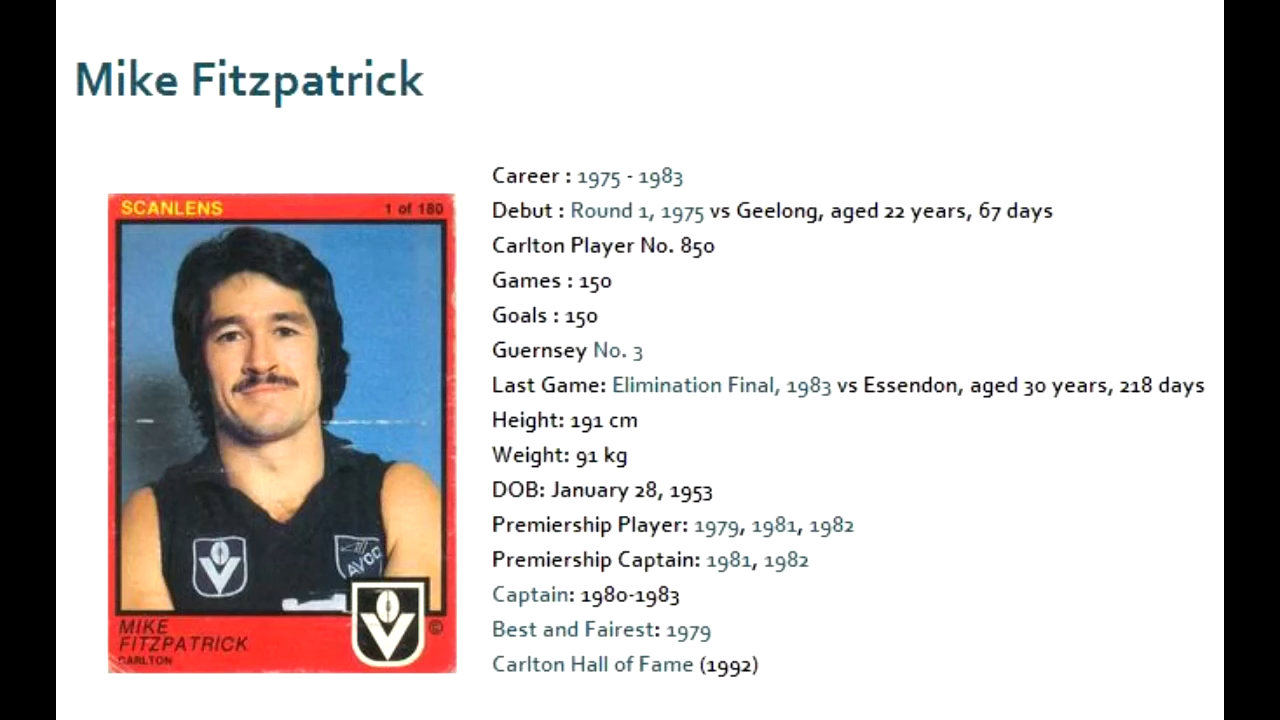 Mike Fitzpatrick
SCANLENS
1 of 180
MIKE
FITZPATRICK
CARLTON
©
AVCO
Career : 1975 - 1983
Debut : Round 1, 1975 vs Geelong, aged 22 years, 67 days
Carlton Player No. 850
Games : 150
Goals : 150
Guernsey No. 3
Last Game: Elimination Final, 1983 vs Essendon, aged 30 years, 218 days
Height: 191 cm
Weight: 91 kg
DOB: January 28, 1953
Premiership Player: 1979, 1981, 1982
Premiership Captain: 1981, 1982
Captain: 1980-1983
Best and Fairest: 1979
Carlton Hall of Fame (1992)